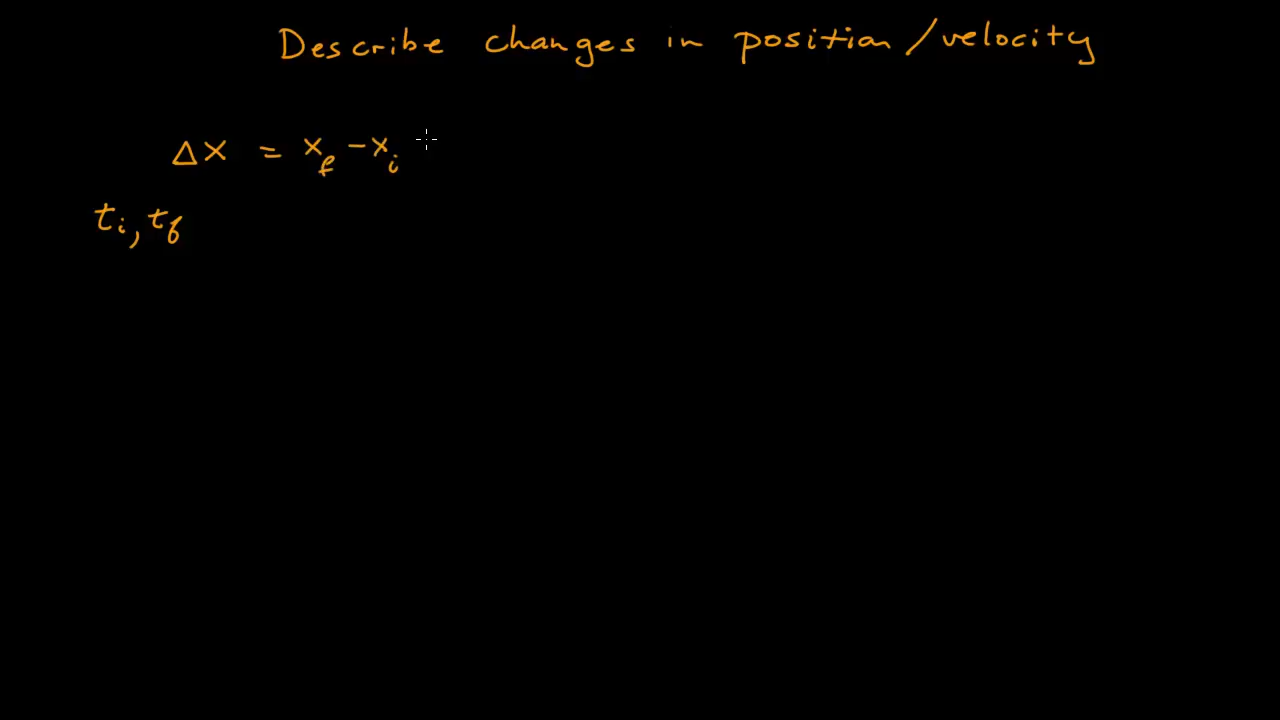 Describe changes in position/velocity
Δx = x_f - x_i
t_i, t_f